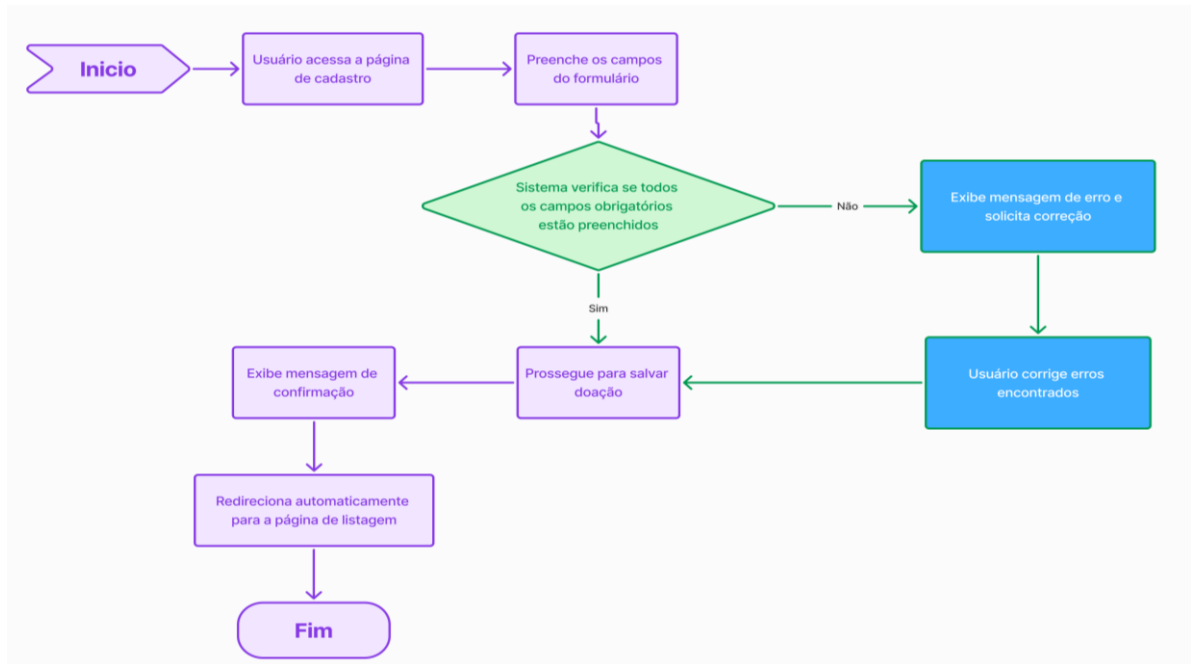 Inicio
Usuário acessa a página
de cadastro
Preenche os campos
do formulário
Sistema verifica se todos
os campos obrigatórios
estão preenchidos
Não
Exibe mensagem de erro e
solicita correção
Sim
Usuário corrige erros
encontrados
Prossegue para salvar
doação
Exibe mensagem de
confirmação
Redireciona automaticamente
para a página de listagem
Fim